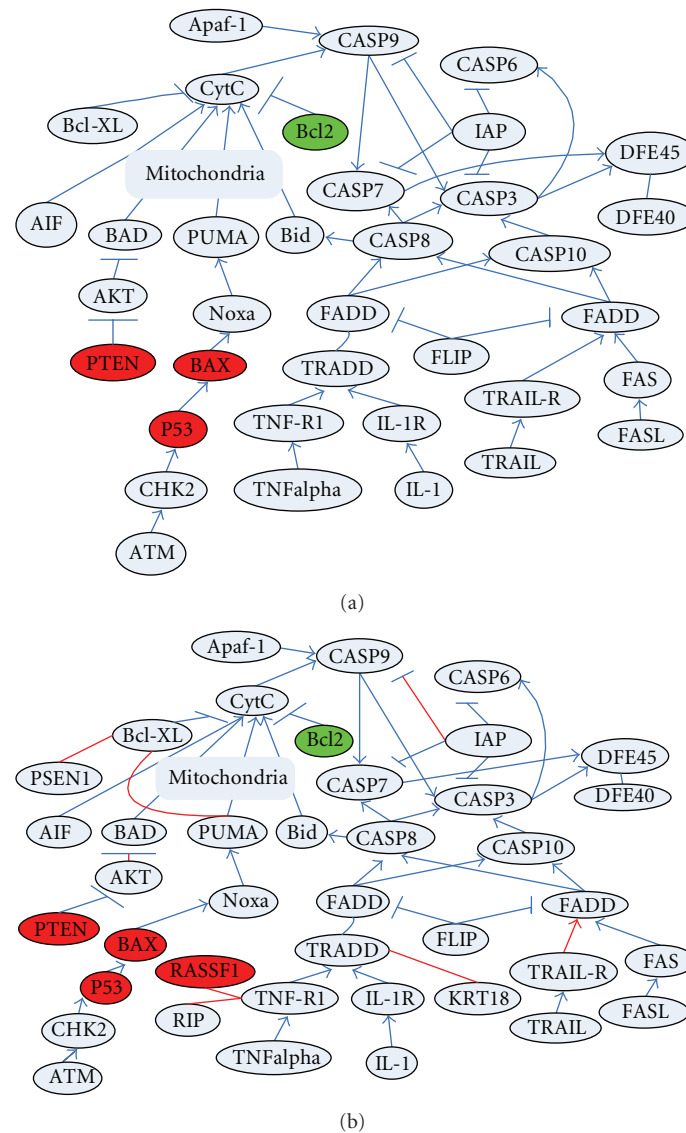 Apaf-1
CASP9
CASP6
CytC
Bcl-XL
Bcl2
IAP
DFE45
Mitochondria
CASP7
CASP3
DFE40
AIF
BAD
PUMA
Bid
CASP8
CASP10
AKT
Noxa
FADD
FADD
PTEN
BAX
TRADD
FLIP
FAS
TRAIL-R
P53
TNF-R1
IL-1R
FASL
TRAIL
CHK2
TNFalpha
IL-1
ATM
(a)
Apaf-1
CASP9
CASP6
CytC
Bcl-XL
Bcl2
IAP
DFE45
PSEN1
Mitochondria
CASP7
CASP3
DFE40
AIF
BAD
PUMA
Bid
CASP8
CASP10
AKT
Noxa
FADD
FADD
PTEN
BAX
FLIP
TRADD
RASSF1
TRAIL-R
FAS
P53
TNF-R1
IL-1R
KRT18
FASL
RIP
TRAIL
CHK2
TNFalpha
IL-1
ATM
(b)